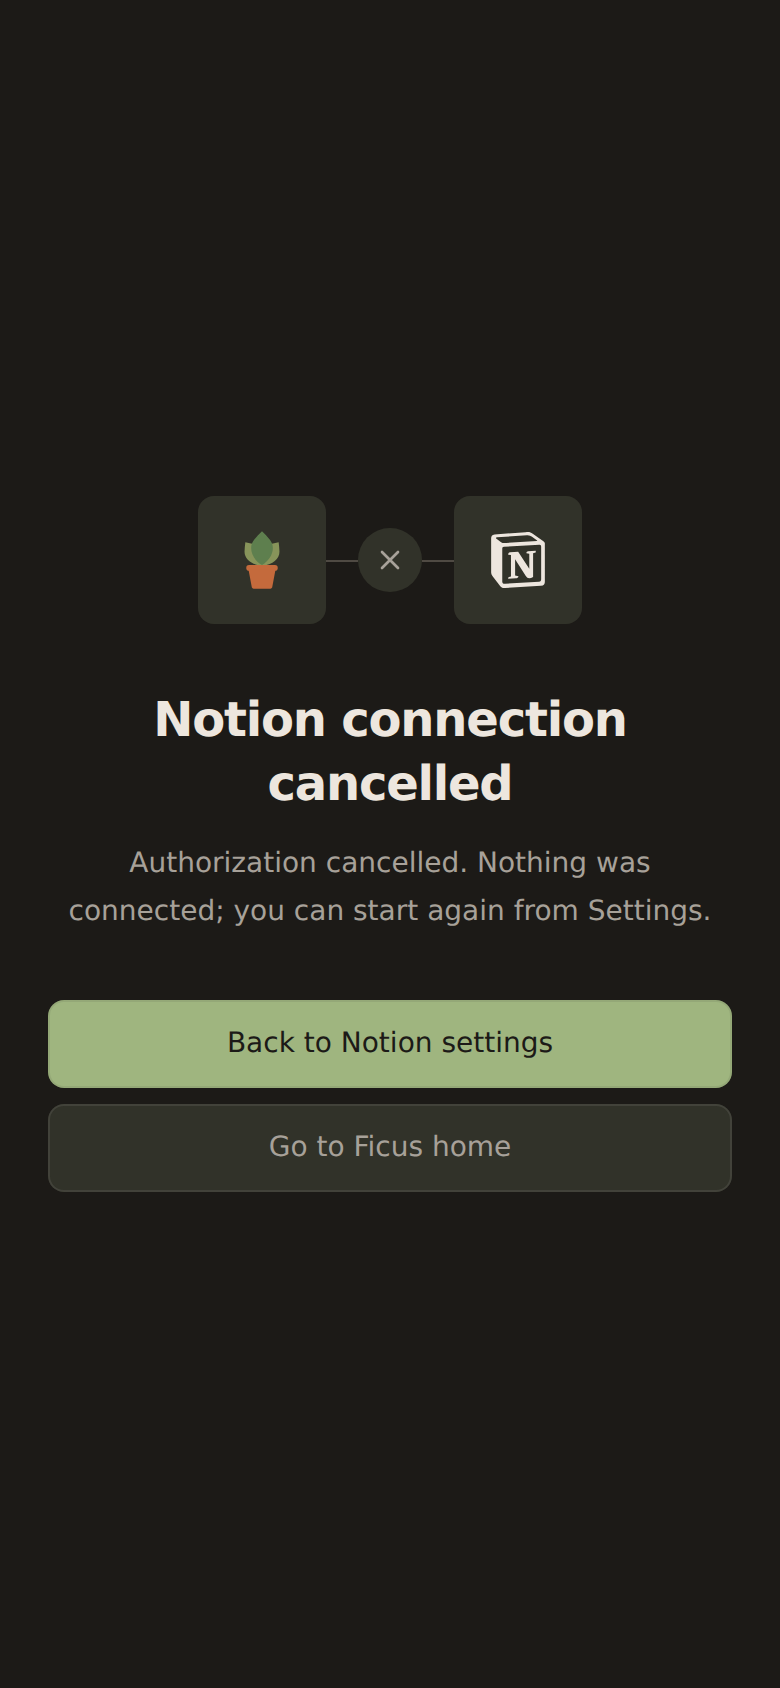 N
Notion connection
cancelled
Authorization cancelled. Nothing was
connected; you can start again from Settings.
Back to Notion settings
Go to Ficus home